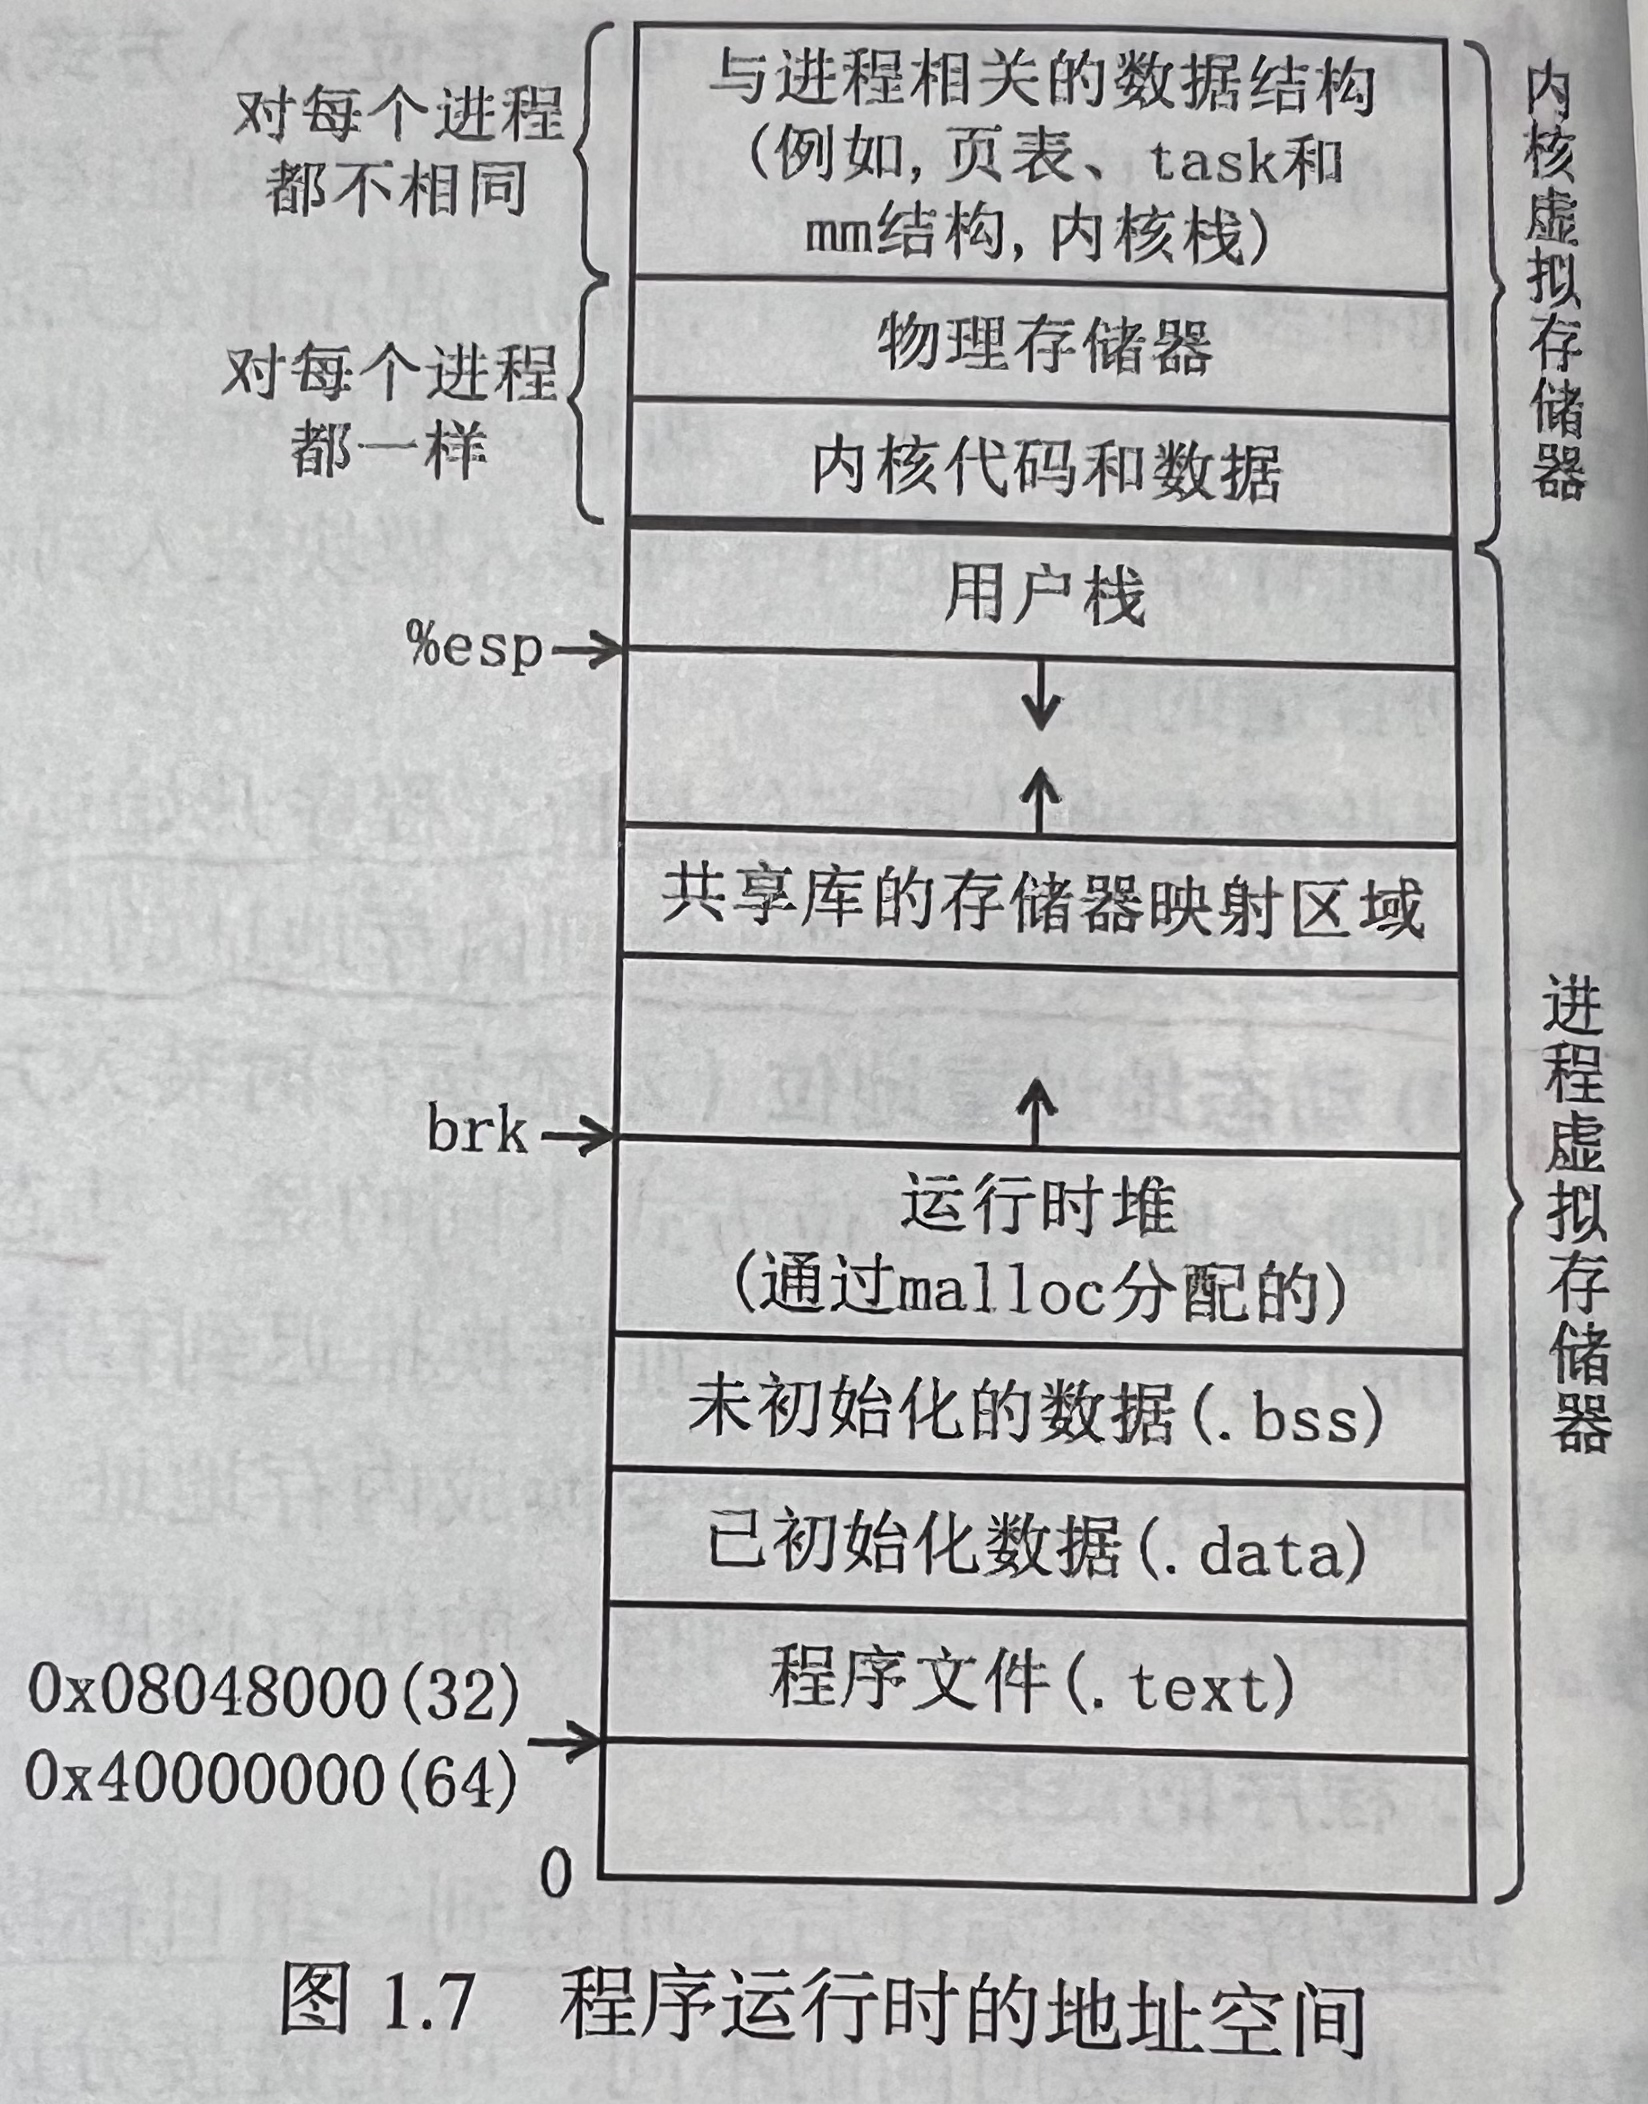 对每个进程
都不相同
与进程相关的数据结构
(例如,页表、task和
mm结构,内核栈)
内核虚拟存储器
物理存储器
对每个进程
都一样
内核代码和数据
用户栈
%esp
共享库的存储器映射区域
进程虚拟存储器
brk
运行时堆
(通过malloc分配的)
未初始化的数据(.bss)
已初始化数据(.data)
程序文件(.text)
0x08048000(32)
0x40000000(64)
0
图 1.7 程序运行时的地址空间